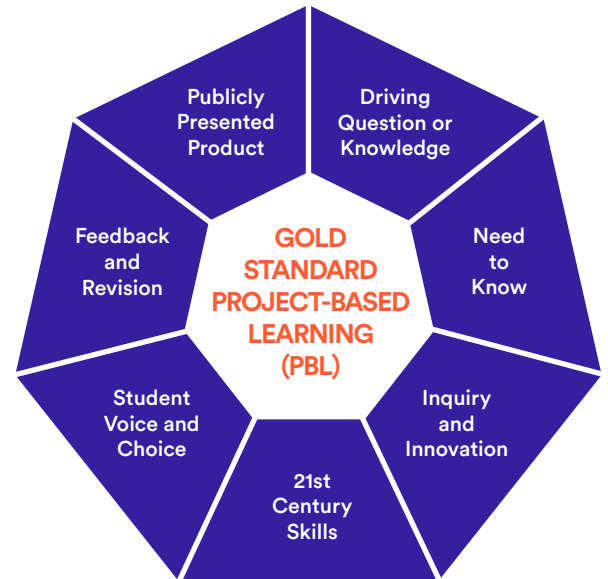 GOLD
STANDARD
PROJECT-BASED
LEARNING
(PBL)
Driving
Question or
Knowledge
Need
to
Know
Inquiry
and
Innovation
21st
Century
Skills
Student
Voice and
Choice
Feedback
and
Revision
Publicly
Presented
Product